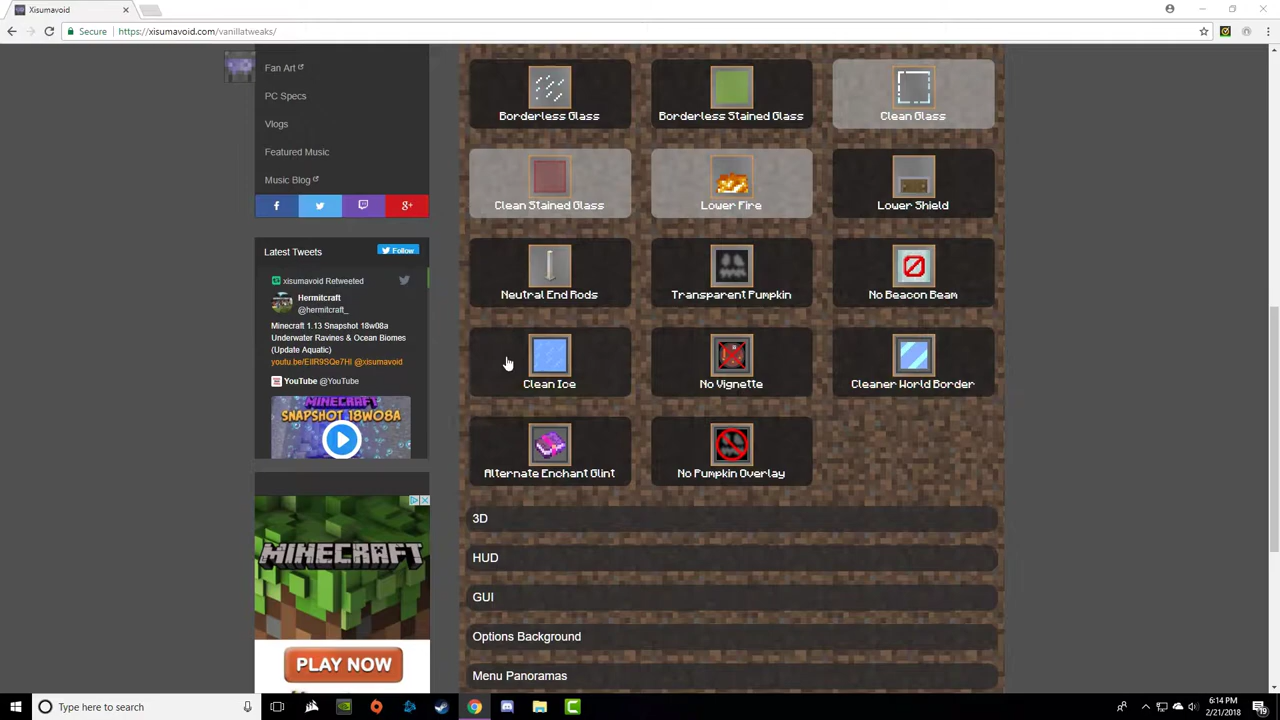 Xisumavoid
Secure
https://xisumavoid.com/vanillatweaks/
Fan Art
PC Specs
Vlogs
Featured Music
Music Blog
Latest Tweets
Follow
xisumavoid Retweeted
Hermitcraft
@hermitcraft_
Minecraft 1.13 Snapshot 18w08a
Underwater Ravines & Ocean Biomes
(Update Aquatic)
youtu.be/EIIR9SQe7HI @xisumavoid
YouTube @YouTube
MINECRAFT
SNAPSHOT 18W08A
MINECRAFT
PLAY NOW
Borderless Glass
Borderless Stained Glass
Clean Glass
Clean Stained Glass
Lower Fire
Lower Shield
Neutral End Rods
Transparent Pumpkin
No Beacon Beam
Clean Ice
No Vignette
Cleaner World Border
Alternate Enchant Glint
No Pumpkin Overlay
3D
HUD
GUI
Options Background
Menu Panoramas
Type here to search
6:14 PM
2/21/2018
19